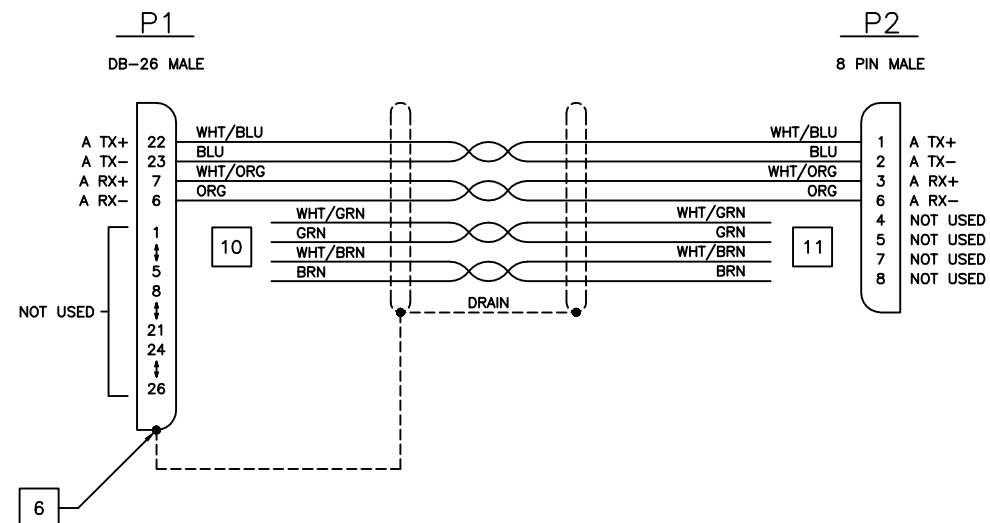 P1
DB-26 MALE
P2
8 PIN MALE
A TX+ 22 WHT/BLU WHT/BLU 1 A TX+
A TX- 23 BLU BLU 2 A TX-
A RX+ 7 WHT/ORG WHT/ORG 3 A RX+
A RX- 6 ORG ORG 6 A RX-
WHT/GRN WHT/GRN 4 NOT USED
1 10 GRN GRN 11 5 NOT USED
WHT/BRN WHT/BRN 7 NOT USED
5 BRN BRN 8 NOT USED
8
DRAIN
NOT USED
21
24
26
6